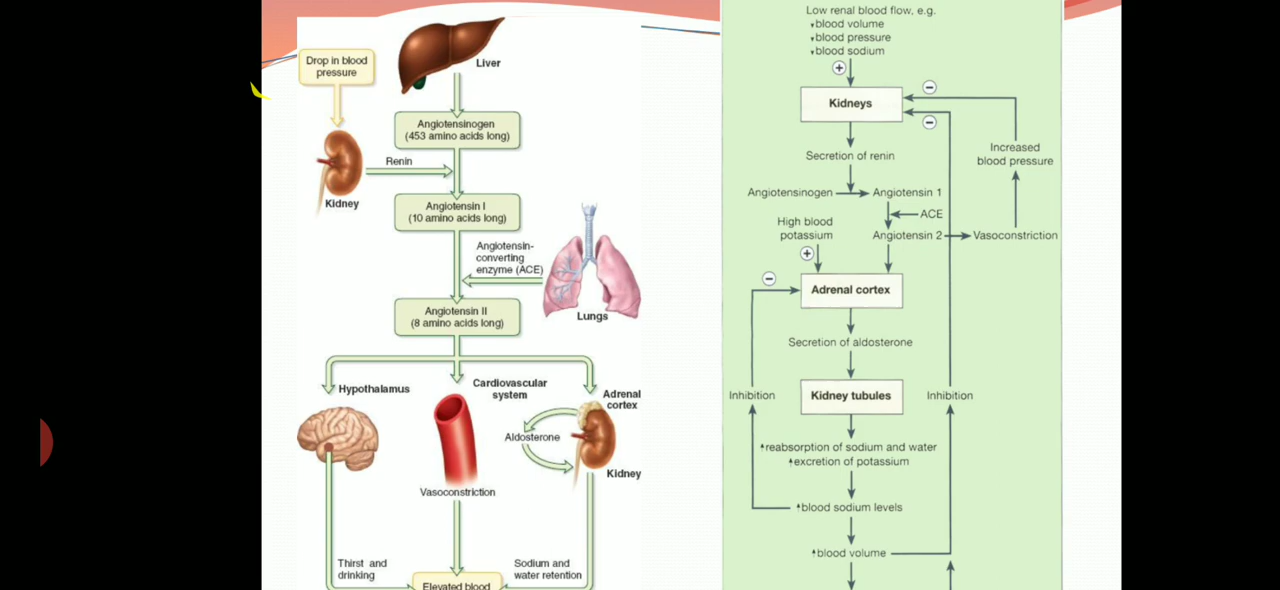 Drop in blood
pressure
Liver
Angiotensinogen
(453 amino acids long)
Renin
Kidney
Angiotensin I
(10 amino acids long)
Angiotensin-
converting
enzyme (ACE)
Lungs
Angiotensin II
(8 amino acids long)
Hypothalamus
Cardiovascular
system
Adrenal
cortex
Aldosterone
Kidney
Vasoconstriction
Thirst and
drinking
Sodium and
water retention
Elevated blood
Low renal blood flow, e.g.
▾blood volume
▾blood pressure
▾blood sodium
+
−
Kidneys
−
Secretion of renin
Increased
blood pressure
Angiotensinogen
Angiotensin 1
ACE
High blood
potassium
Angiotensin 2
Vasoconstriction
+
−
Adrenal cortex
Secretion of aldosterone
Inhibition
Kidney tubules
Inhibition
↑reabsorption of sodium and water
↑excretion of potassium
↑blood sodium levels
↑blood volume